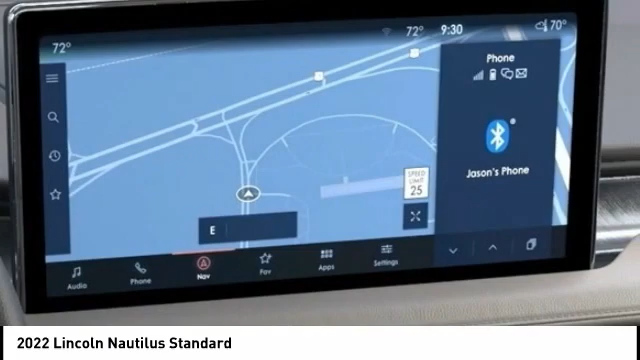 72° 72° 9:30 70°
Phone
Jason's Phone
SPEED
LIMIT
25
E
Audio Phone Nav Fav Apps Settings
2022 Lincoln Nautilus Standard